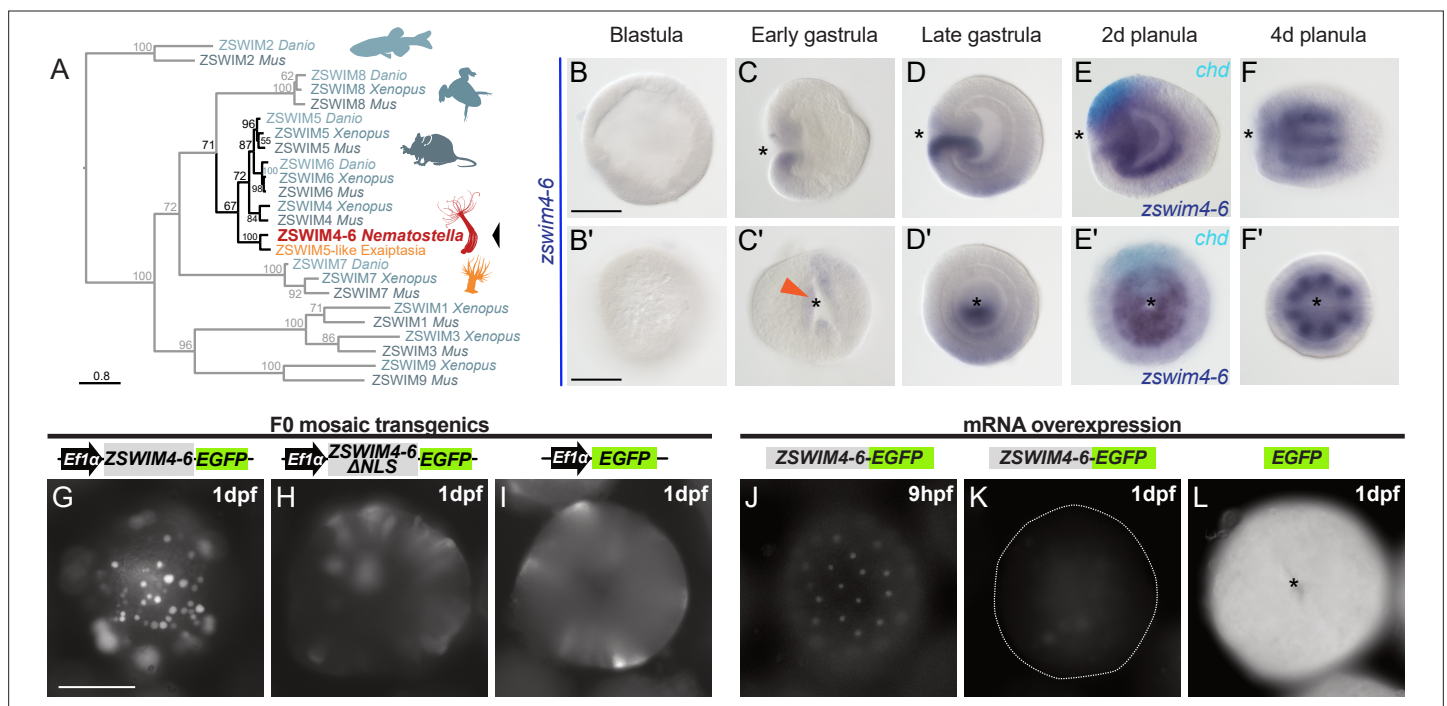 Blastula
Early gastrula
Late gastrula
2d planula
4d planula
A
100
ZSWIM2 Danio
ZSWIM2 Mus
62
ZSWIM8 Danio
100
ZSWIM8 Xenopus
ZSWIM8 Mus
96
ZSWIM5 Danio
ZSWIM5 Xenopus
55
ZSWIM5 Mus
71
87
ZSWIM6 Danio
100
ZSWIM6 Xenopus
72
98
ZSWIM6 Mus
ZSWIM4 Xenopus
84
ZSWIM4 Mus
67
100
ZSWIM4-6 Nematostella
ZSWIM5-like Exaiptasia
72
100
ZSWIM7 Danio
ZSWIM7 Xenopus
92
ZSWIM7 Mus
100
71
ZSWIM1 Xenopus
100
ZSWIM1 Mus
86
ZSWIM3 Xenopus
96
ZSWIM3 Mus
100
ZSWIM9 Xenopus
ZSWIM9 Mus
0.8
zswim4-6
B
C
*
D
*
E
chd
*
zswim4-6
F
*
B'
C'
*
D'
*
E'
chd
*
zswim4-6
F'
*
F0 mosaic transgenics
mRNA overexpression
Ef1α ZSWIM4-6 EGFP
Ef1α ZSWIM4-6 ΔNLS EGFP
Ef1α EGFP
ZSWIM4-6-EGFP
ZSWIM4-6-EGFP
EGFP
G
1dpf
H
1dpf
I
1dpf
J
9hpf
K
1dpf
L
1dpf
*